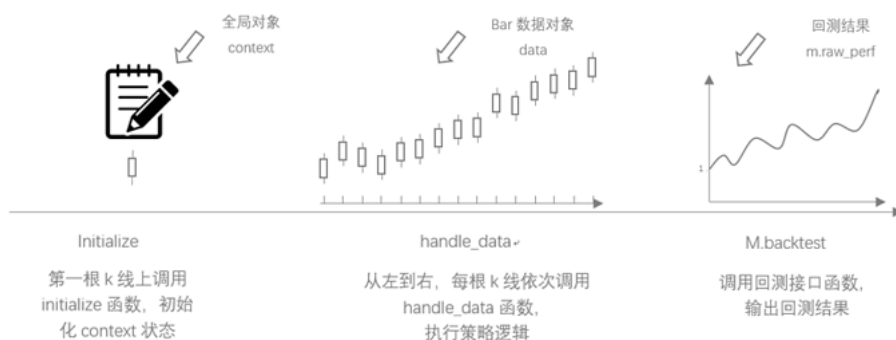 全局对象
context
Bar 数据对象
data
回测结果
m.raw_perf
1
Initialize
第一根 k 线上调用
initialize 函数，初始
化 context 状态
handle_data↵
从左到右，每根 k 线依次调用
handle_data 函数，
执行策略逻辑
M.backtest
调用回测接口函数，
输出回测结果